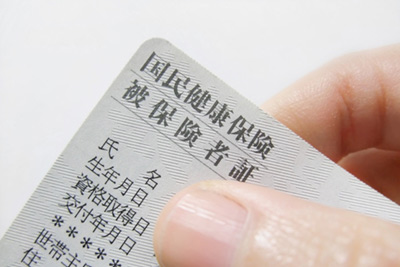 国民健康保険
被保険者証
氏名
生年月日
資格取得日
交付年月日
*****
世帯主
住